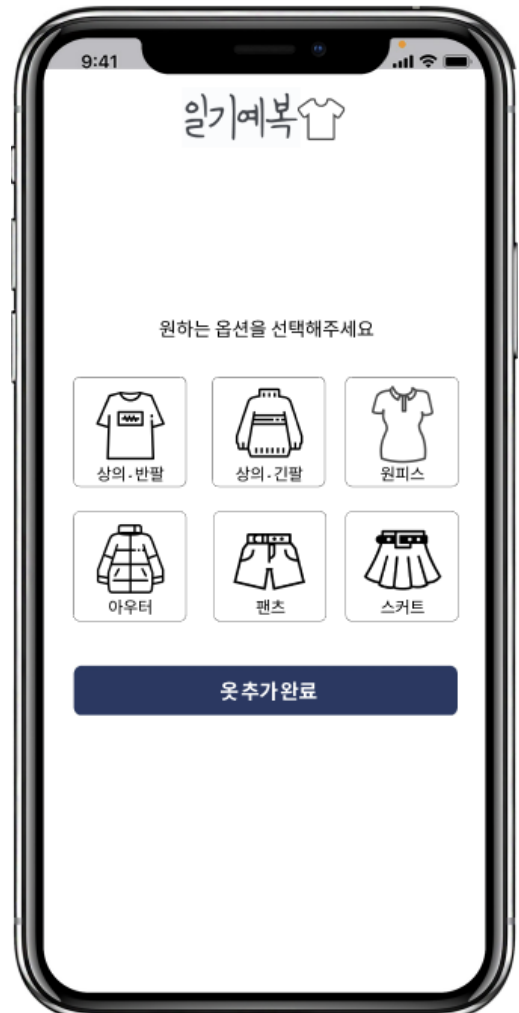 9:41
일기예복
원하는 옵션을 선택해주세요
상의-반팔 상의-긴팔 원피스
아우터 팬츠 스커트
옷 추가 완료